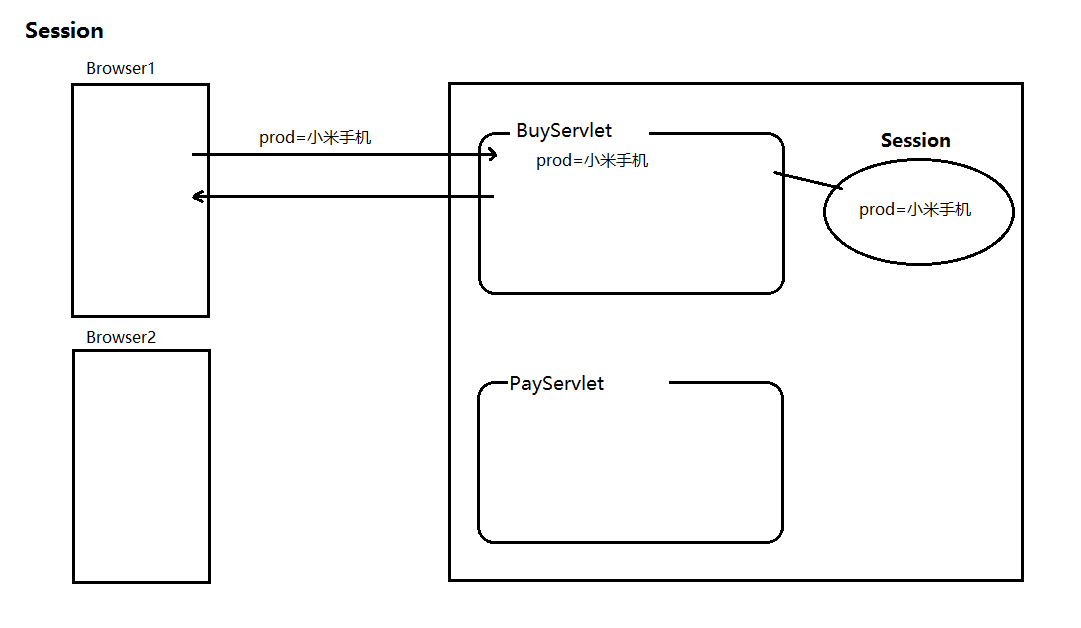 Session
Browser1
prod=小米手机
BuyServlet
prod=小米手机
Session
prod=小米手机
Browser2
PayServlet